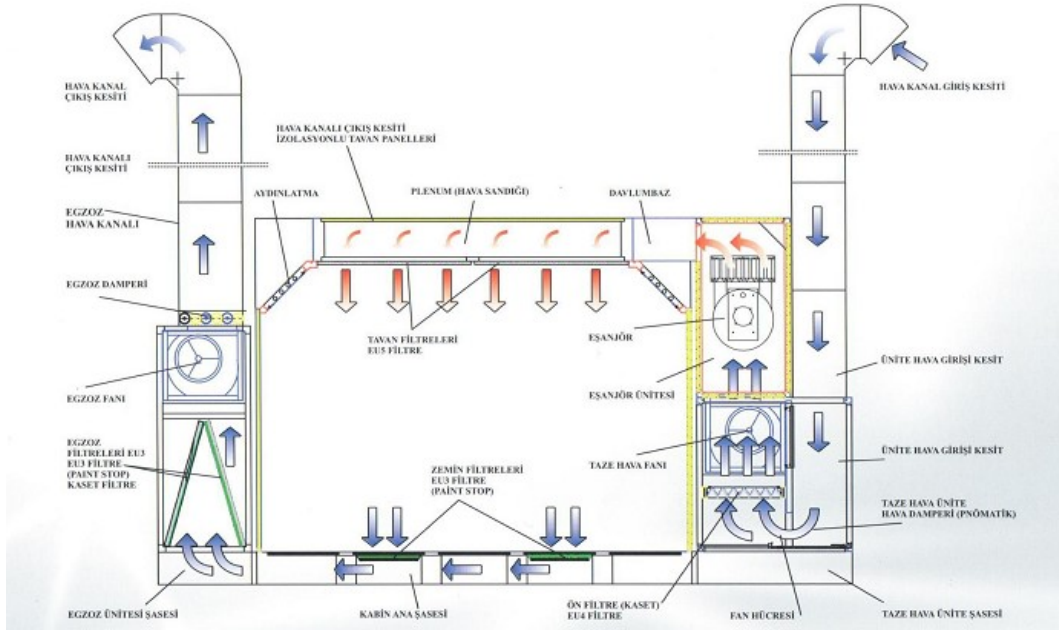 HAVA KANAL
ÇIKIŞ KESİTİ
HAVA KANAL GİRİŞ KESİTİ
HAVA KANALI ÇIKIŞ KESİTİ
İZOLASYONLU TAVAN PANELLERİ
HAVA KANALI
ÇIKIŞ KESİTİ
AYDINLATMA
PLENUM (HAVA SANDIĞI)
DAVLUMBAZ
EGZOZ
HAVA KANALI
EGZOZ DAMPERİ
TAVAN FİLTRELERİ
EU5 FİLTRE
EŞANJÖR
ÜNİTE HAVA GİRİŞİ KESİT
EGZOZ FANI
EŞANJÖR ÜNİTESİ
EGZOZ
FİLTRELERİ EU3
EU3 FİLTRE
(PAINT STOP)
KASET FİLTRE
ZEMİN FİLTRELERİ
EU3 FİLTRE
(PAİNT STOP)
TAZE HAVA FANI
ÜNİTE HAVA GİRİŞİ KESİT
TAZE HAVA ÜNİTE
HAVA DAMPERİ (PNÖMATİK)
EGZOZ ÜNİTESİ ŞASESİ
KABİN ANA ŞASESİ
ÖN FİLTRE (KASET)
EU4 FİLTRE
FAN HÜCRESİ
TAZE HAVA ÜNİTE ŞASESİ